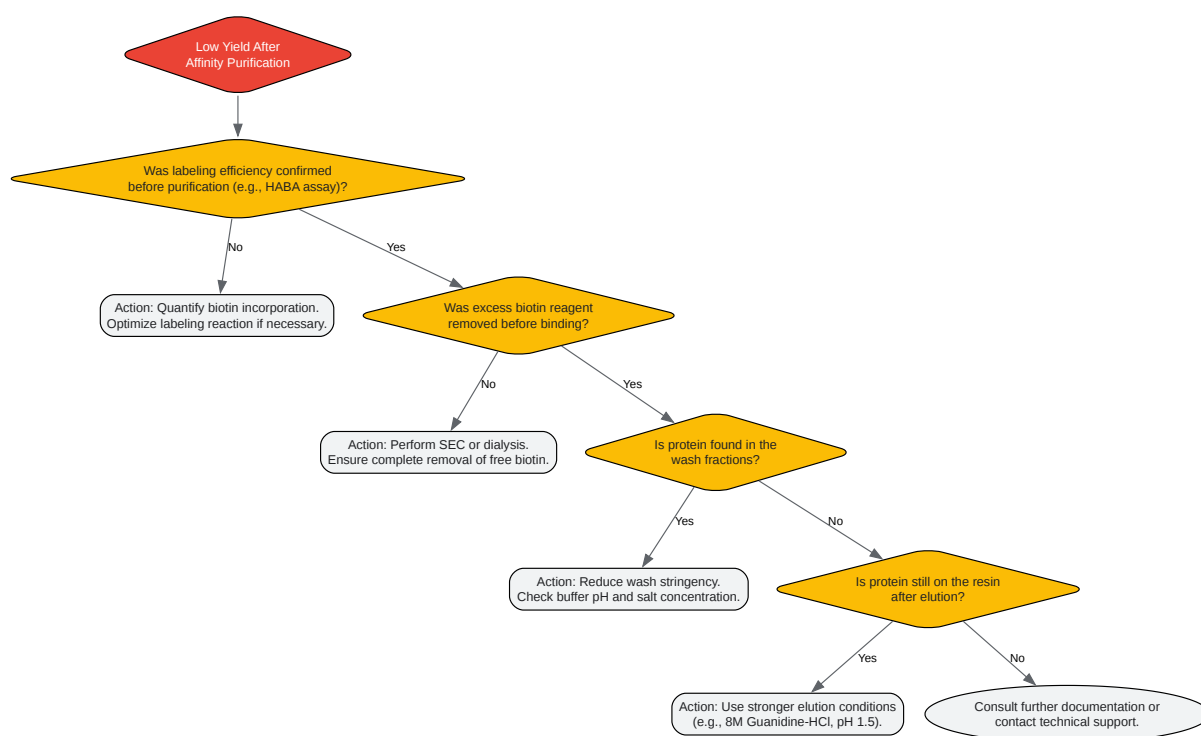 Low Yield After
Affinity Purification
Was labeling efficiency confirmed
before purification (e.g., HABA assay)?
No
Yes
Action: Quantify biotin incorporation.
Optimize labeling reaction if necessary.
Was excess biotin reagent
removed before binding?
No
Yes
Action: Perform SEC or dialysis.
Ensure complete removal of free biotin.
Is protein found in the
wash fractions?
Yes
No
Action: Reduce wash stringency.
Check buffer pH and salt concentration.
Is protein still on the resin
after elution?
Yes
No
Action: Use stronger elution conditions
(e.g., 8M Guanidine-HCl, pH 1.5).
Consult further documentation or
contact technical support.